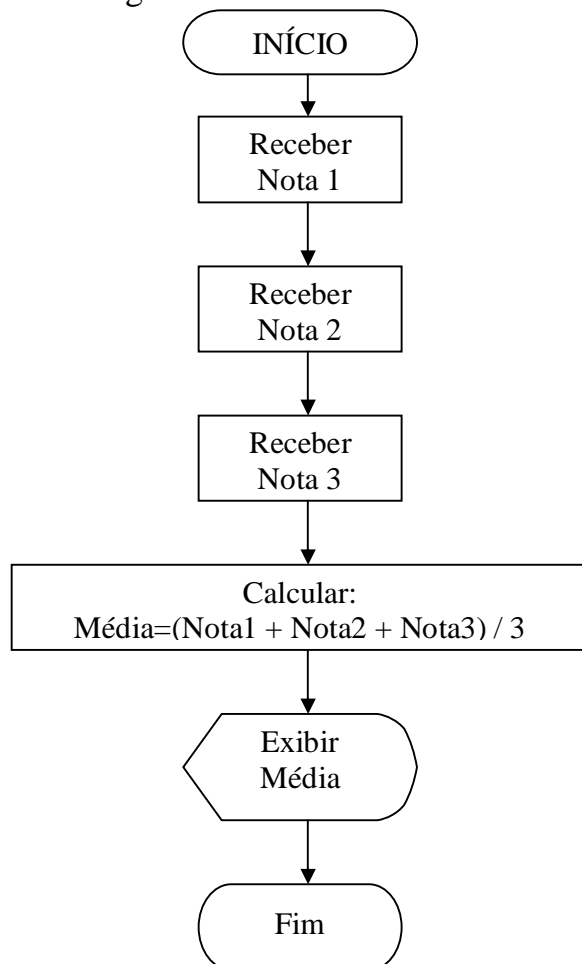 INÍCIO
Receber
Nota 1
Receber
Nota 2
Receber
Nota 3
Calcular:
Média=(Nota1 + Nota2 + Nota3) / 3
Exibir
Média
Fim